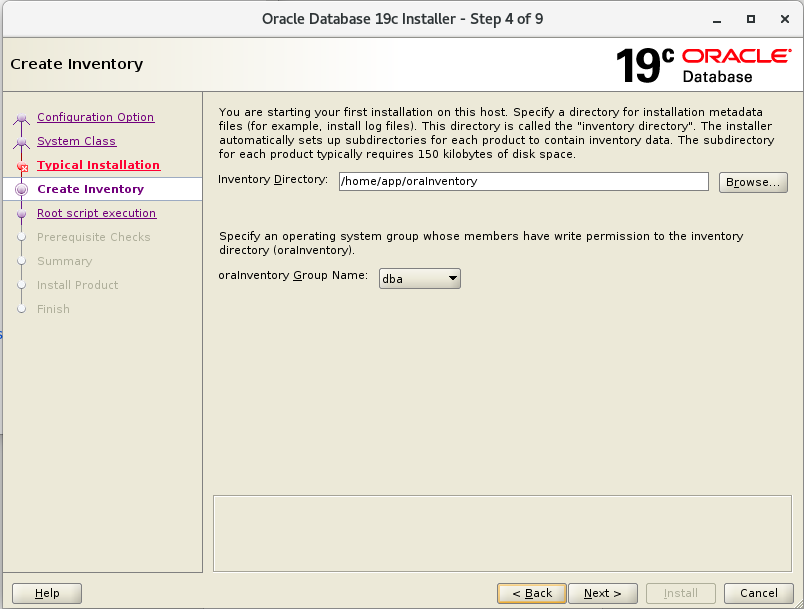 Oracle Database 19c Installer - Step 4 of 9
Create Inventory
19c ORACLE
Database
Configuration Option
System Class
Typical Installation
Create Inventory
Root script execution
Prerequisite Checks
Summary
Install Product
Finish
You are starting your first installation on this host. Specify a directory for installation metadata
files (for example, install log files). This directory is called the "inventory directory". The installer
automatically sets up subdirectories for each product to contain inventory data. The subdirectory
for each product typically requires 150 kilobytes of disk space.
Inventory Directory: /home/app/oraInventory Browse...
Specify an operating system group whose members have write permission to the inventory
directory (oraInventory).
oraInventory Group Name: dba
Help < Back Next > Install Cancel